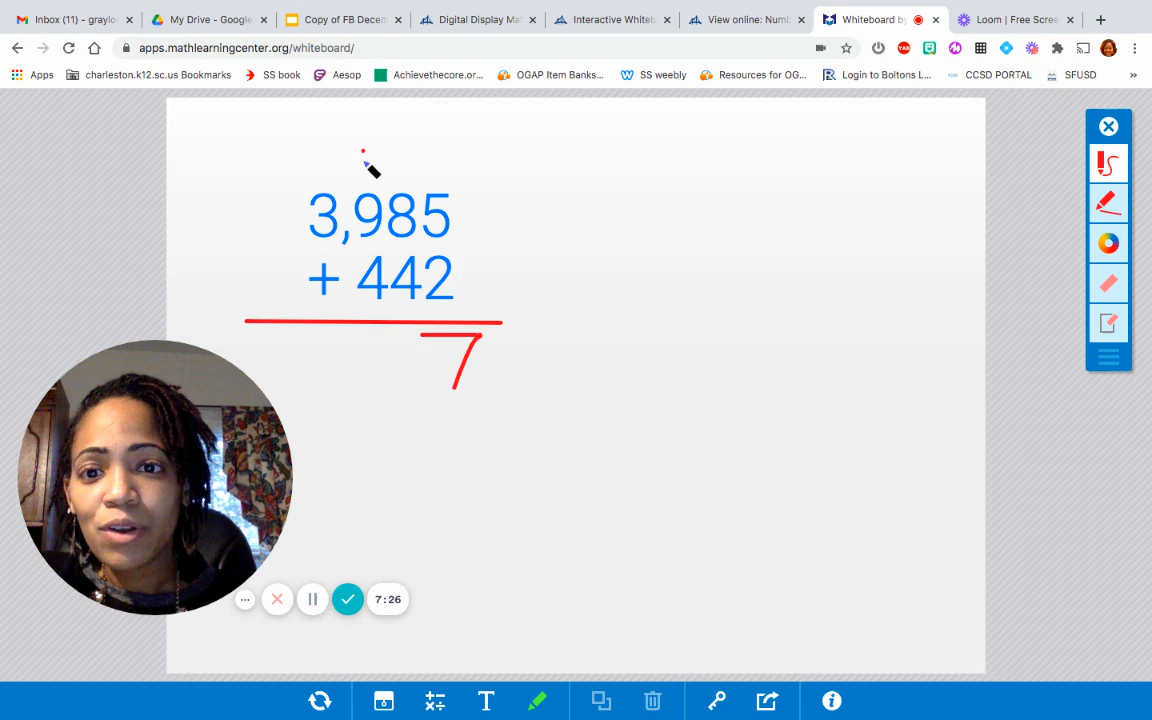 Inbox (11) - graylo
My Drive - Google
Copy of FB Decem
Digital Display Ma
Interactive Whiteb
View online: Numb
Whiteboard by
Loom | Free Scree
apps.mathlearningcenter.org/whiteboard/
YAB
Apps
charleston.k12.sc.us Bookmarks
SS book
Aesop
Achievethecore.or...
OGAP Item Banks...
SS weekly
Resources for OG...
Login to Boltons L...
CCSD PORTAL
SFUSD
»
3,985
+ 442
7
7:26
T